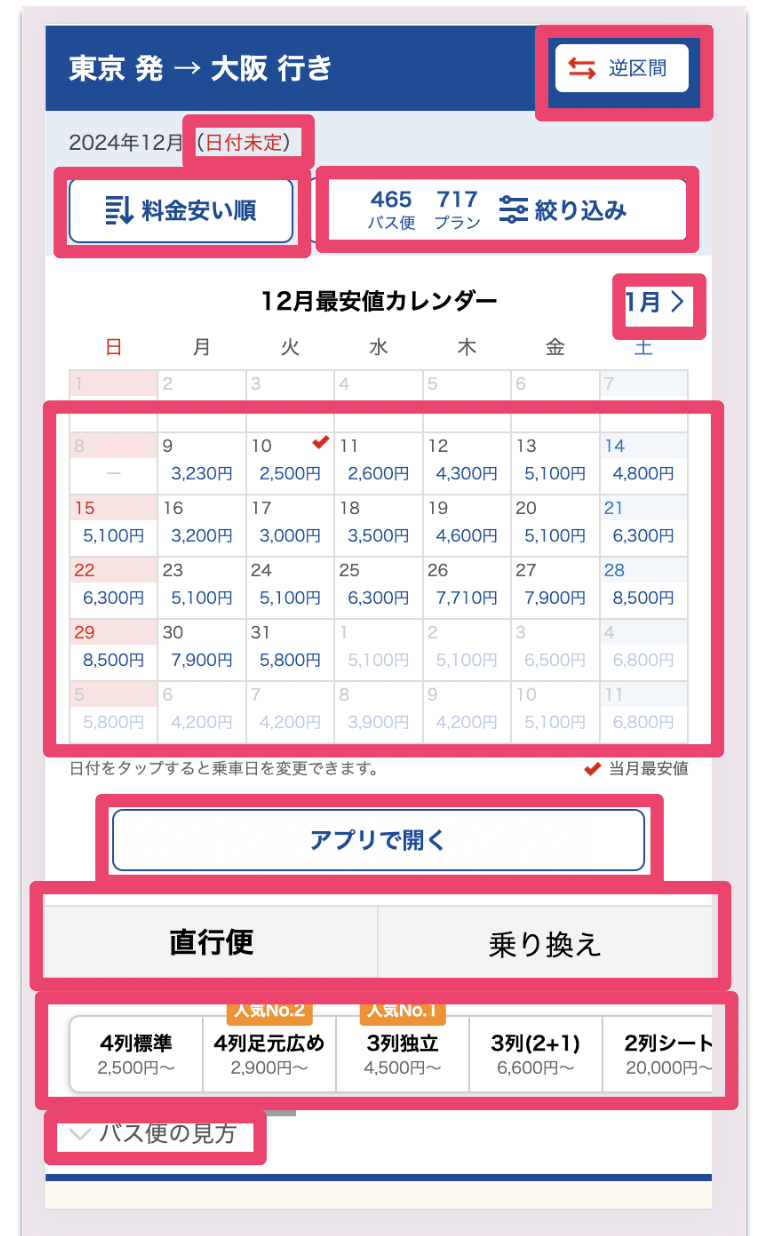 東京 発 → 大阪 行き
逆区間
2024年12月 (日付未定)
料金安い順
465 717
バス便 プラン
絞り込み
12月最安値カレンダー
1月
日 月 火 水 木 金 土
1 2 3 4 5 6 7
8 9 10 11 12 13 14
— 3,230円 2,500円 2,600円 4,300円 5,100円 4,800円
15 16 17 18 19 20 21
5,100円 3,200円 3,000円 3,500円 4,600円 5,100円 6,300円
22 23 24 25 26 27 28
6,300円 5,100円 5,100円 6,300円 7,710円 7,900円 8,500円
29 30 31 1 2 3 4
8,500円 7,900円 5,800円 5,100円 5,100円 6,500円 6,800円
5 6 7 8 9 10 11
5,800円 4,200円 4,200円 3,900円 4,200円 5,100円 6,800円
日付をタップすると乗車日を変更できます。
当月最安値
アプリで開く
直行便 乗り換え
人気No.2 人気No.1
4列標準 4列足元広め 3列独立 3列(2+1) 2列シート
2,500円〜 2,900円〜 4,500円〜 6,600円〜 20,000円〜
バス便の見方